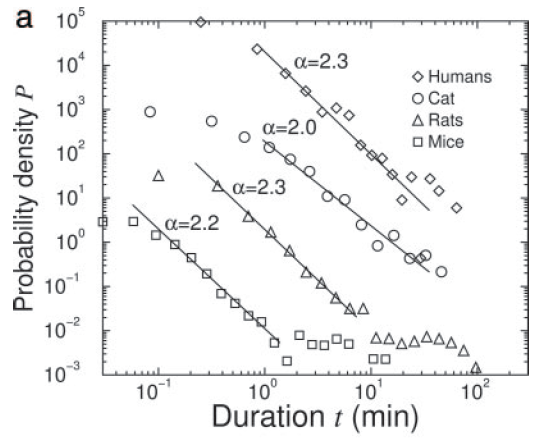 a
10^5
10^4
10^3
10^2
10^1
10^0
10^-1
10^-2
10^-3
Probability density P
α=2.3
α=2.0
α=2.3
α=2.2
Humans
Cat
Rats
Mice
10^-1
10^0
10^1
10^2
Duration t (min)